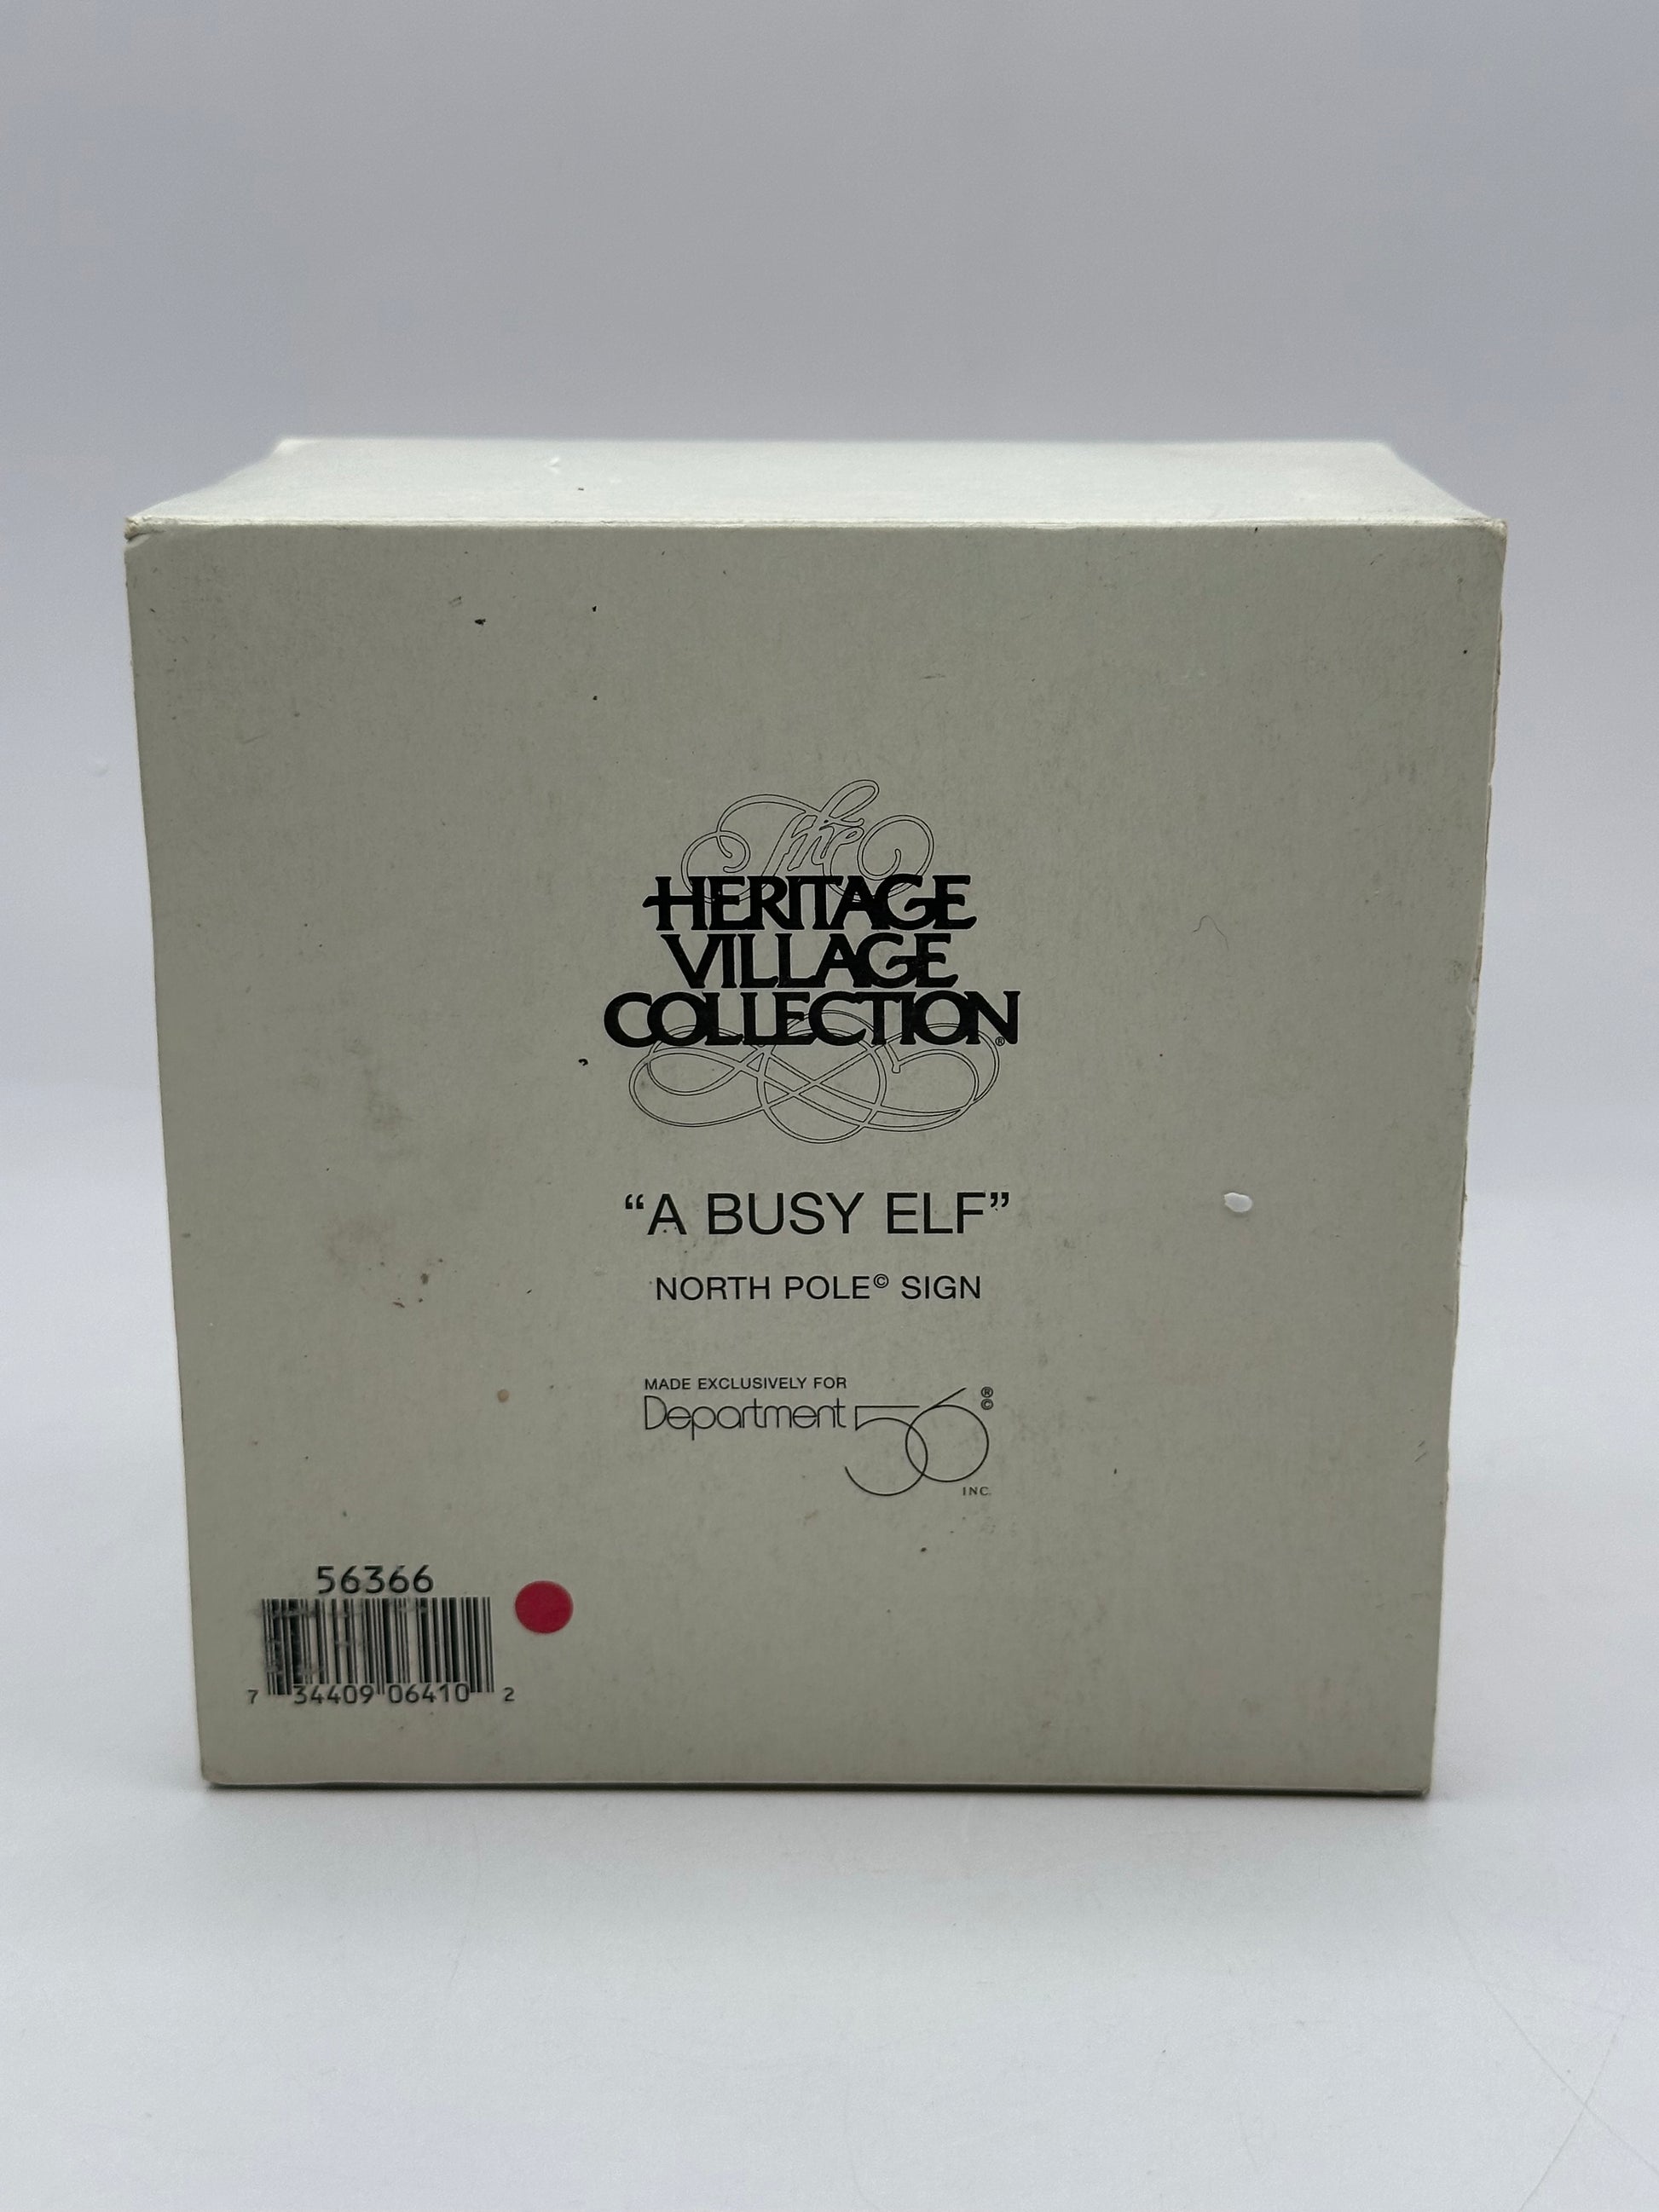 The
HERITAGE
VILLAGE
COLLECTION®
“A BUSY ELF”
NORTH POLE© SIGN
MADE EXCLUSIVELY FOR
Department 56 ®
©
INC.
56366
7 34409 06410 2